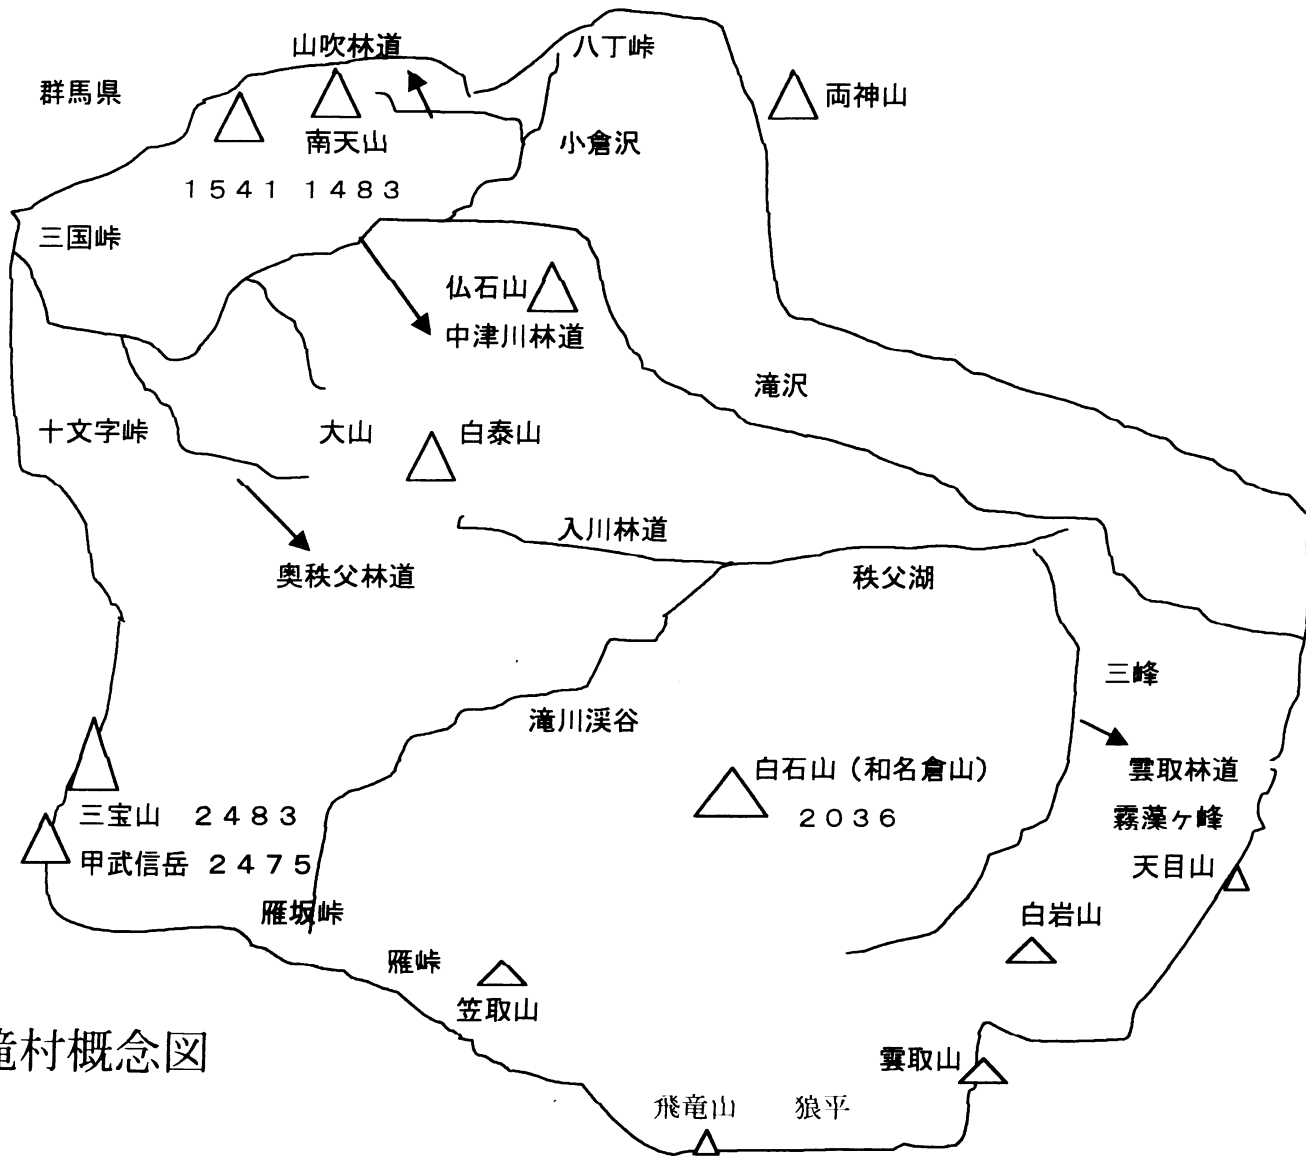 山吹林道
八丁峠
群馬県
両神山
南天山
小倉沢
1541 1483
三国峠
仏石山
中津川林道
滝沢
十文字峠
大山
白泰山
入川林道
奥秩父林道
秩父湖
三峰
滝川渓谷
白石山（和名倉山）
2036
雲取林道
三宝山 2483
霧藻ヶ峰
甲武信岳 2475
天目山
雁坂峠
白岩山
雁峠
笠取山
滝村概念図
雲取山
飛竜山 狼平